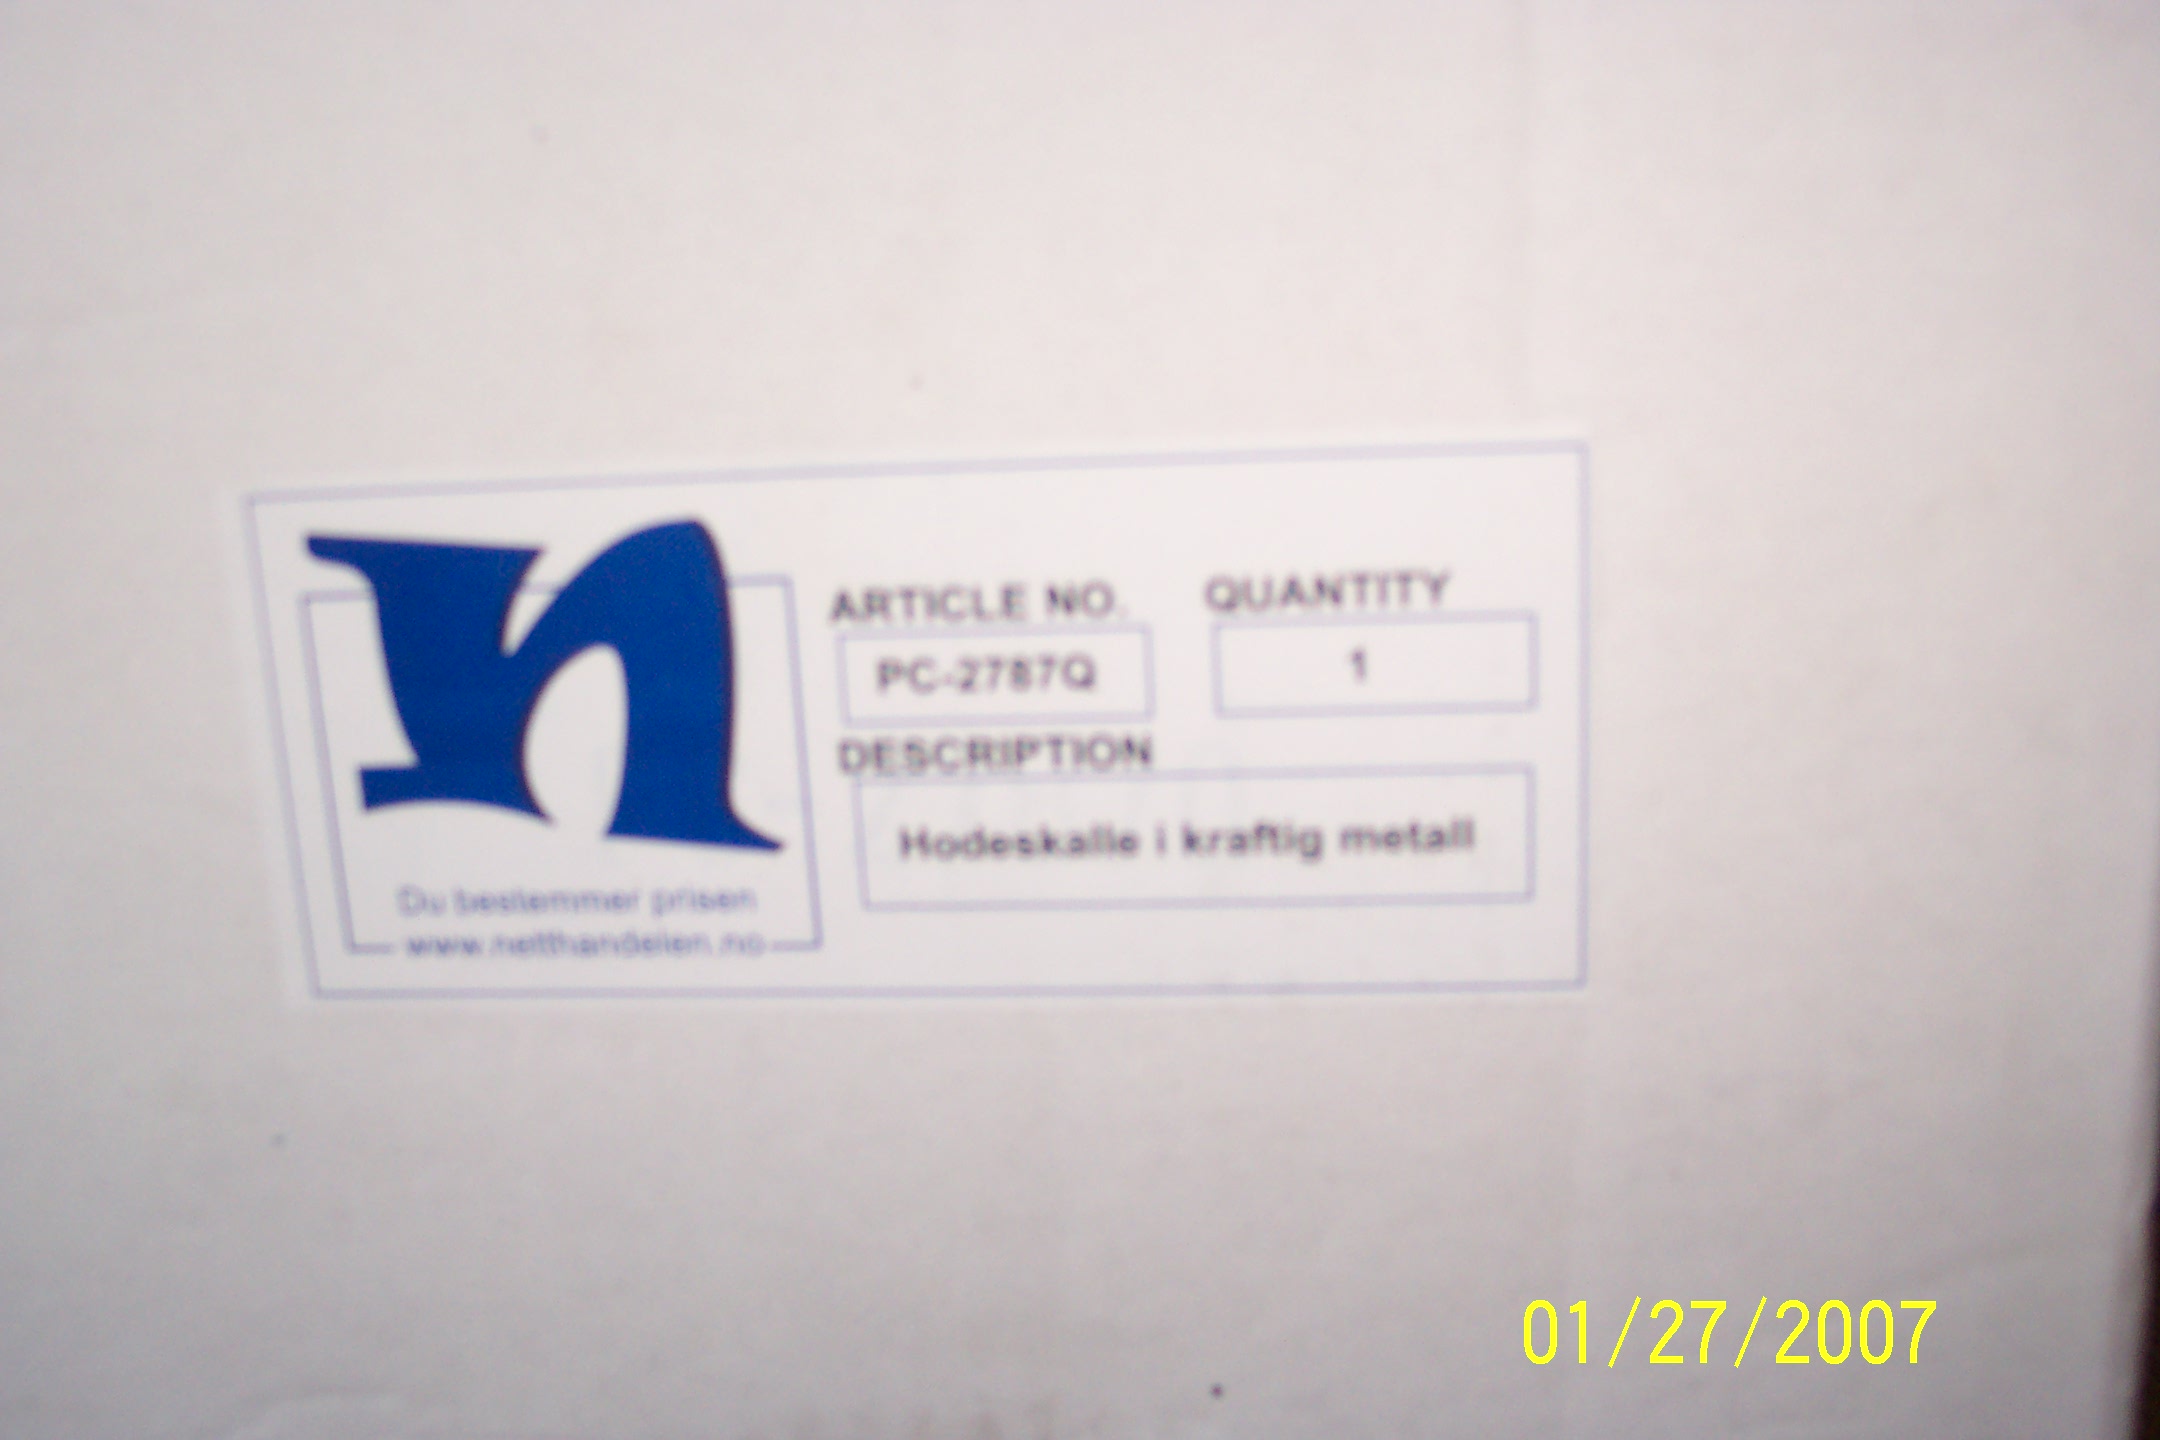 n
ARTICLE NO. QUANTITY
PC-2787Q 1
DESCRIPTION
Hodeskalle i kraftig metall
Du bestemmer prisen
www.netthandelen.no
01/27/2007